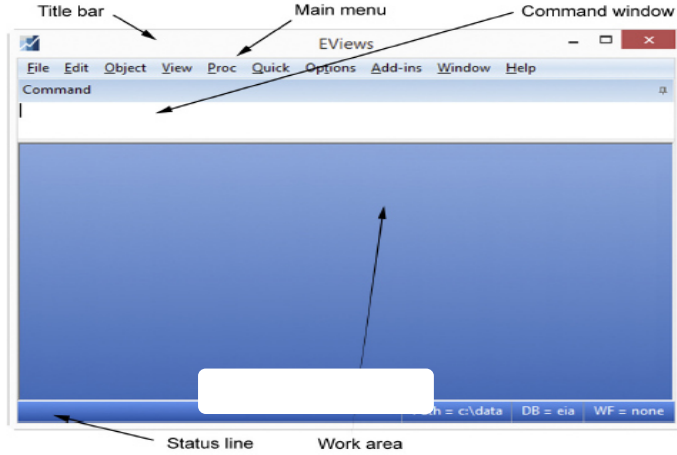 Title bar
Main menu
Command window
EViews
File Edit Object View Proc Quick Options Add-ins Window Help
Command
= c:\data DB = eia WF = none
Status line
Work area